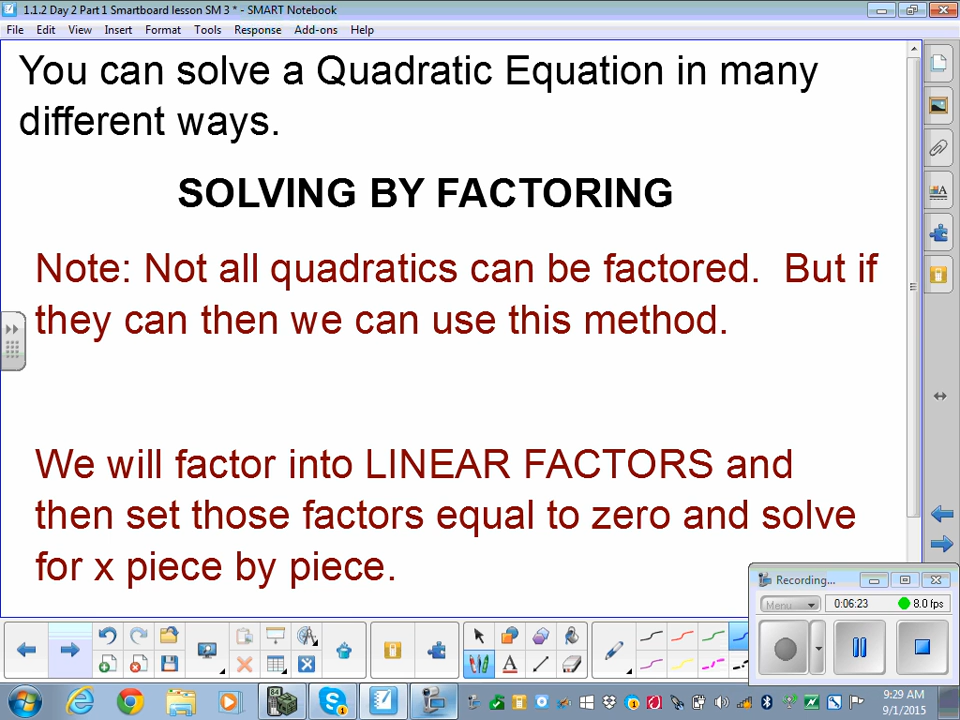 1.1.2 Day 2 Part 1 Smartboard lesson SM 3 * - SMART Notebook
File Edit View Insert Format Tools Response Add-ons Help
You can solve a Quadratic Equation in many
different ways.
SOLVING BY FACTORING
Note: Not all quadratics can be factored. But if
they can then we can use this method.
We will factor into LINEAR FACTORS and
then set those factors equal to zero and solve
for x piece by piece.
Recording...
Menu 0:06:23 8.0 fps
9:29 AM
9/1/2015